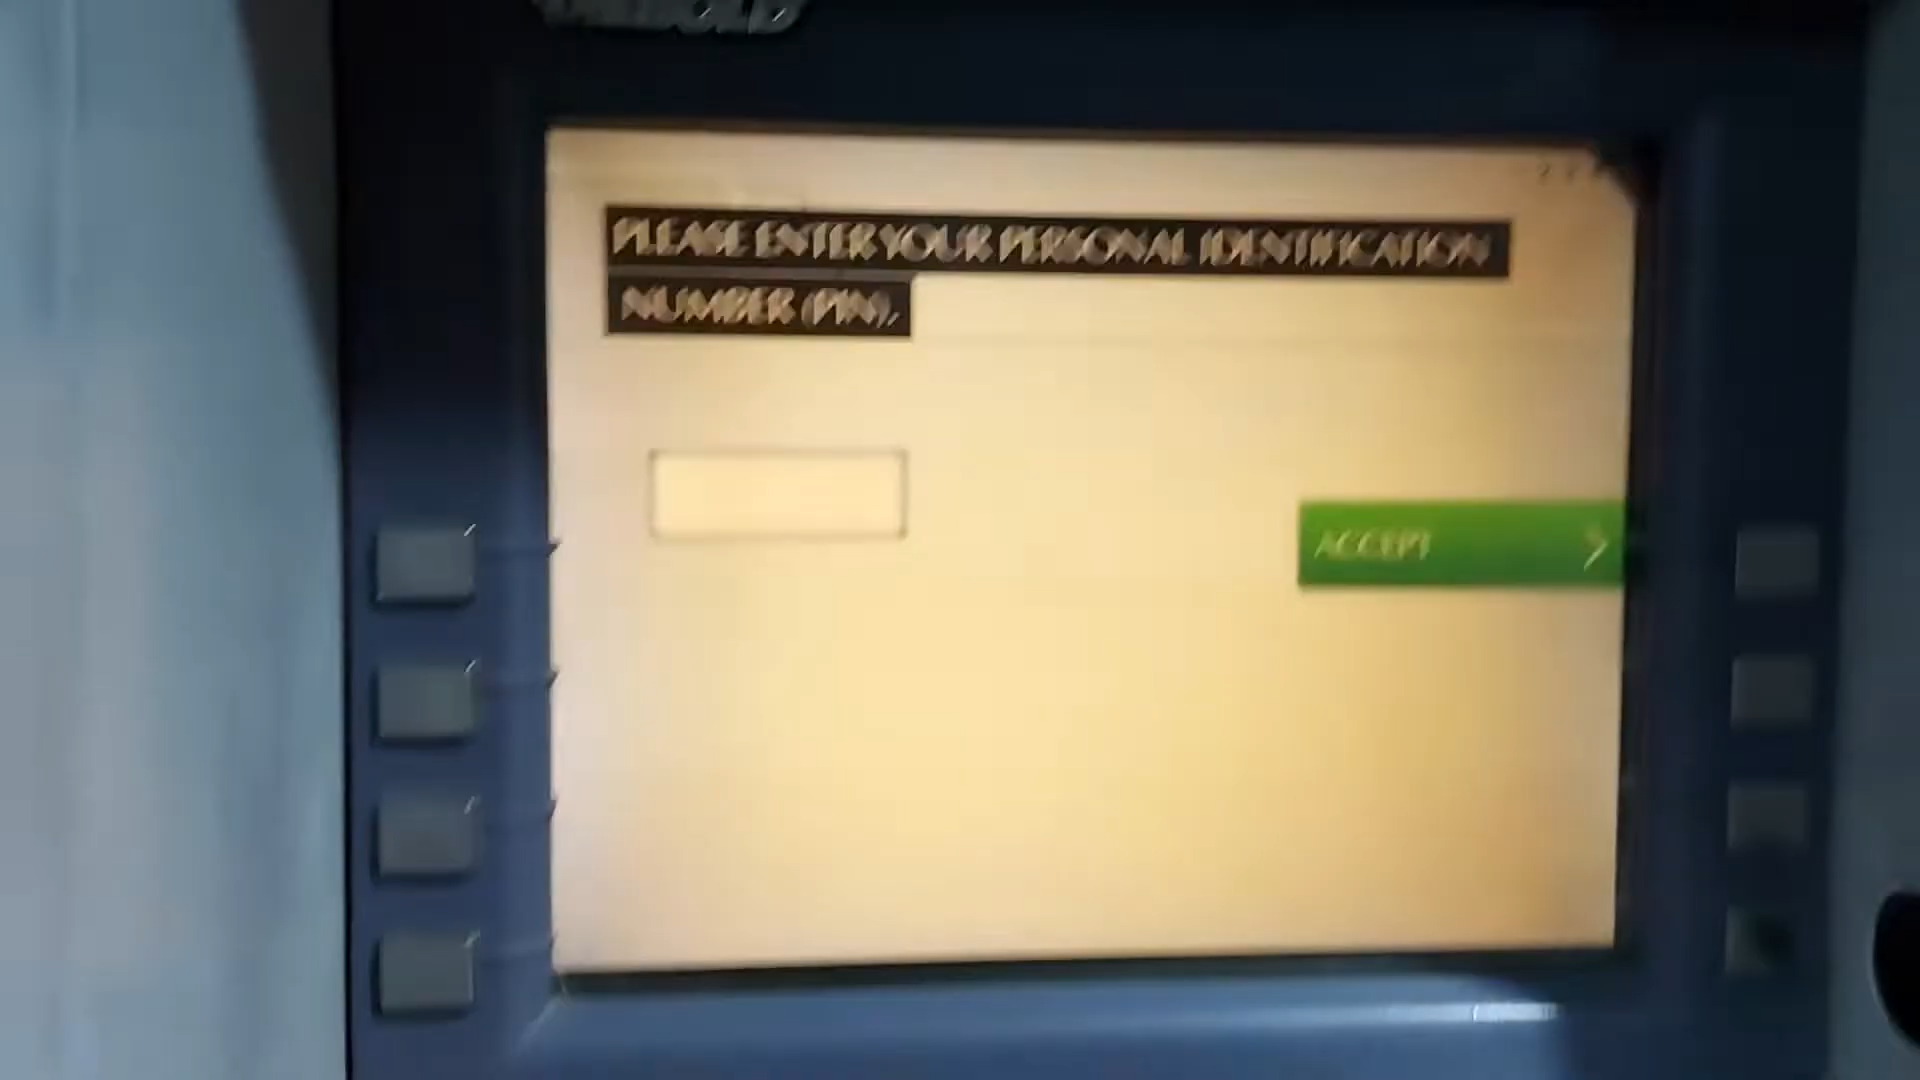 PLEASE ENTER YOUR PERSONAL IDENTIFICATION
NUMBER (PIN).
ACCEPT